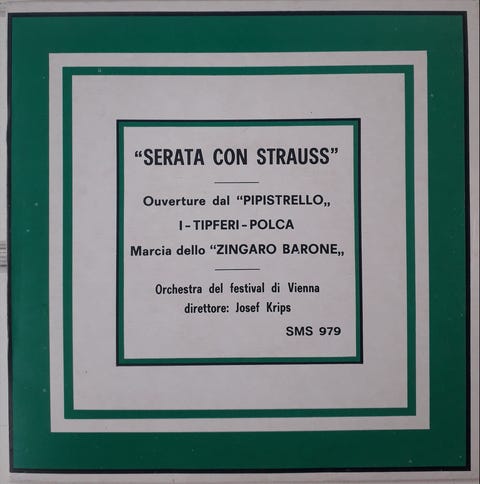 “SERATA CON STRAUSS”
Ouverture dal “PIPISTRELLO„
I-TIPFERI-POLCA
Marcia dello “ZINGARO BARONE„
Orchestra del festival di Vienna
direttore: Josef Krips
SMS 979